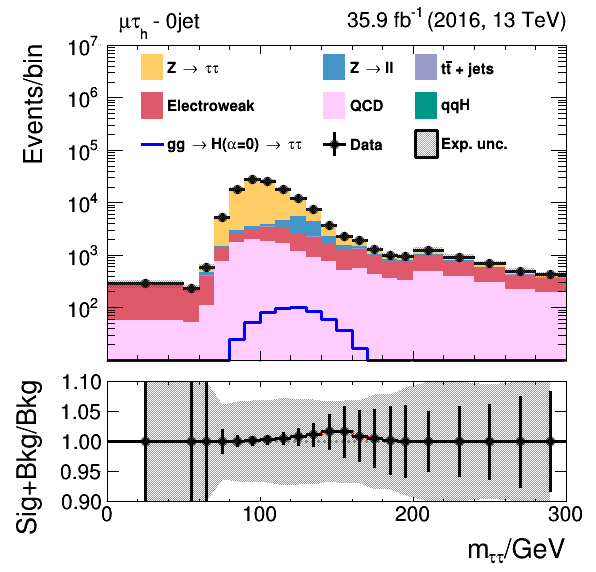 μτh - 0jet 35.9 fb-1 (2016, 13 TeV)
Events/bin
10^7
10^6
10^5
10^4
10^3
10^2
Z → ττ Z → ll tt̄ + jets
Electroweak QCD qqH
gg → H(α=0) → ττ Data Exp. unc.
Sig+Bkg/Bkg
1.10
1.05
1.00
0.95
0.90
0 100 200 300
mττ/GeV